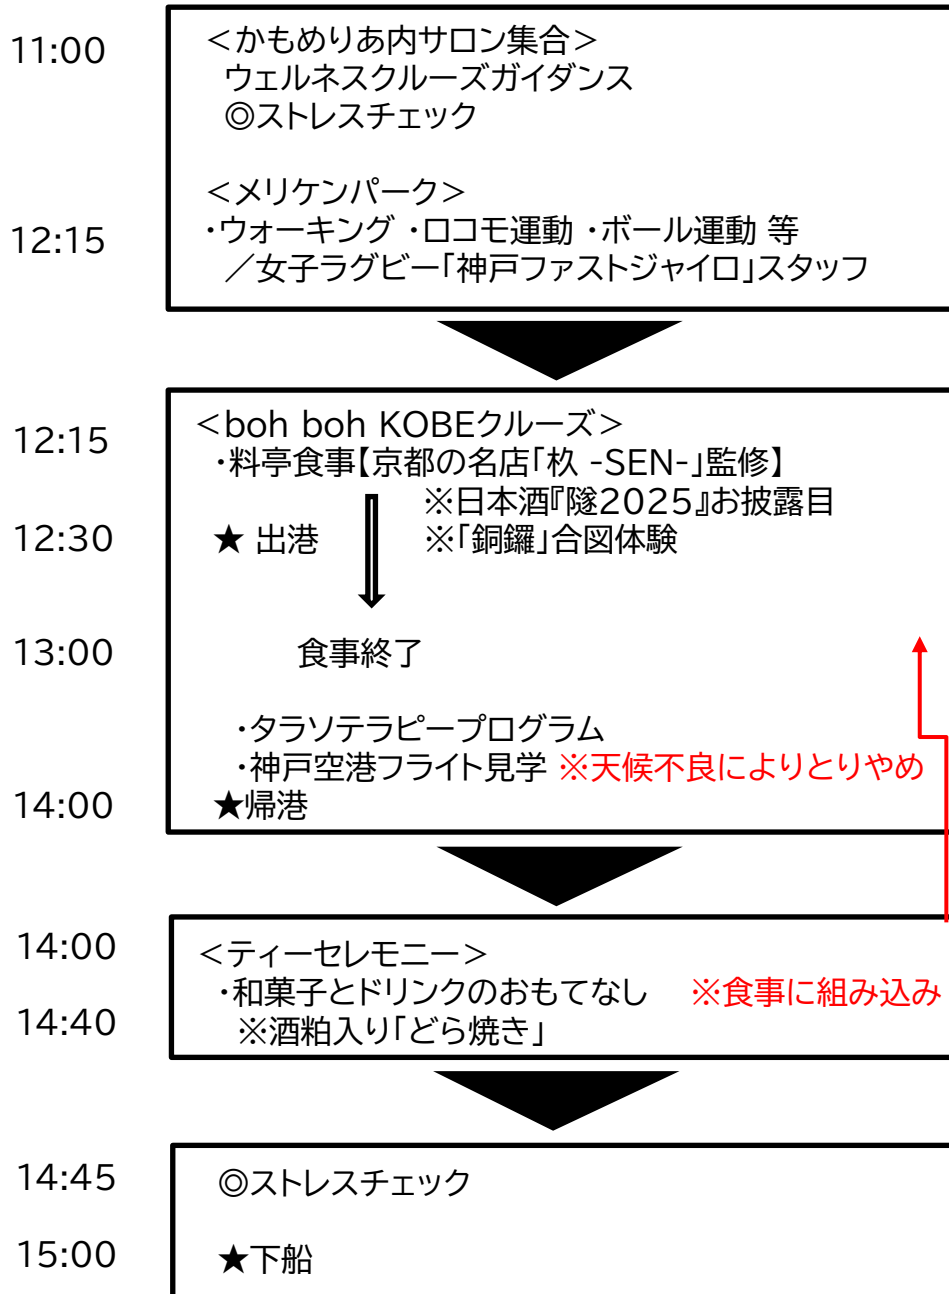 11:00
＜かもめりあ内サロン集合＞
ウェルネスクルーズガイダンス
◎ストレスチェック
＜メリケンパーク＞
12:15
・ウォーキング ・ロコモ運動 ・ボール運動 等
／女子ラグビー「神戸ファストジャイロ」スタッフ
12:15
＜boh boh KOBEクルーズ＞
・料亭食事【京都の名店「杦 -SEN-」監修】
※日本酒『隧2025』お披露目
12:30
★ 出港
※「銅鑼」合図体験
13:00
食事終了
・タラソテラピープログラム
・神戸空港フライト見学 ※天候不良によりとりやめ
14:00
★帰港
14:00
＜ティーセレモニー＞
・和菓子とドリンクのおもてなし ※食事に組み込み
14:40
※酒粕入り「どら焼き」
14:45
◎ストレスチェック
15:00
★下船